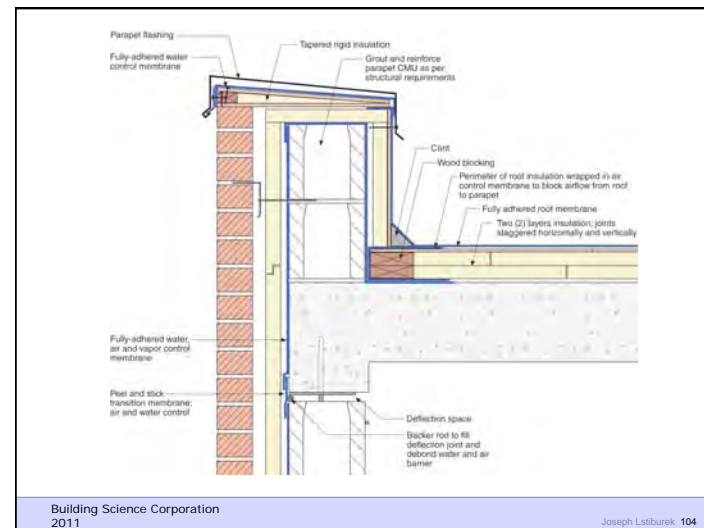 Parapet flashing
Fully-adhered water
control membrane
Tapered rigid insulation
Grout and reinforce
parapet CMU as per
structural requirements
Cant
Wood blocking
Perimeter of roof insulation wrapped in air
control membrane to block airflow from roof
to parapet
Fully adhered roof membrane
Two (2) layers insulation; joints
staggered horizontally and vertically
Fully-adhered water,
air and vapor control
membrane
Peel and stick
transition membrane;
air and water control
Deflection space
Backer rod to fill
deflection joint and
debond water and air
barrier
Building Science Corporation
2011
Joseph Lstiburek 104